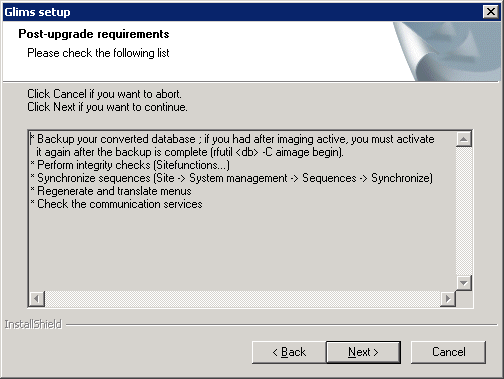 Glims setup
Post-upgrade requirements
Please check the following list
Click Cancel if you want to abort.
Click Next if you want to continue.
* Backup your converted database ; if you had after imaging active, you must activate
it again after the backup is complete (rfutil <db> -C aimage begin).
* Perform integrity checks (Sitefunctions...)
* Synchronize sequences (Site -> System management -> Sequences -> Synchronize)
* Regenerate and translate menus
* Check the communication services
InstallShield
< Back
Next >
Cancel